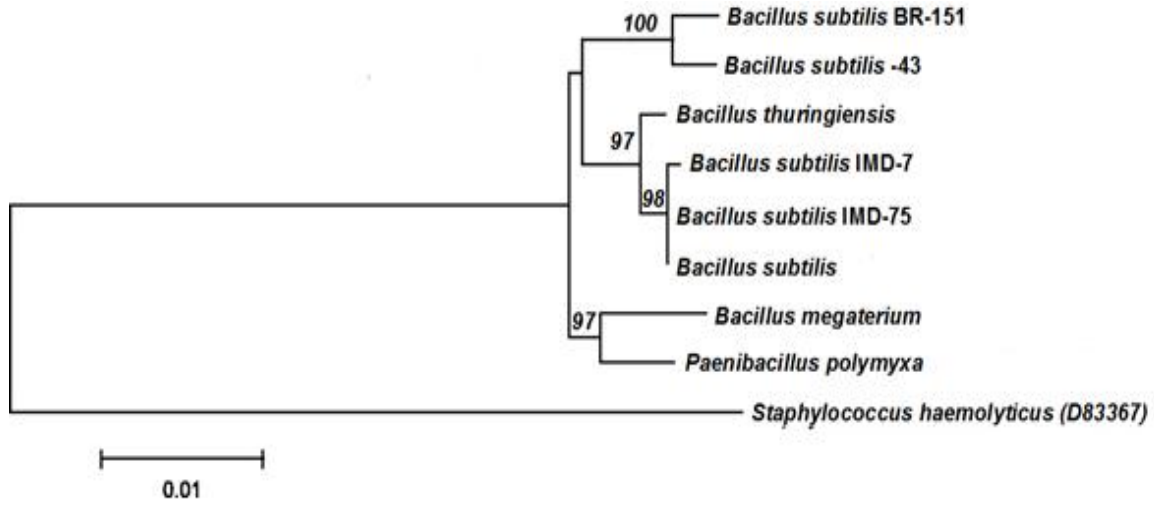 100
Bacillus subtilis BR-151
Bacillus subtilis -43
Bacillus thuringiensis
97
Bacillus subtilis IMD-7
98
Bacillus subtilis IMD-75
Bacillus subtilis
97
Bacillus megaterium
Paenibacillus polymyxa
Staphylococcus haemolyticus (D83367)
0.01